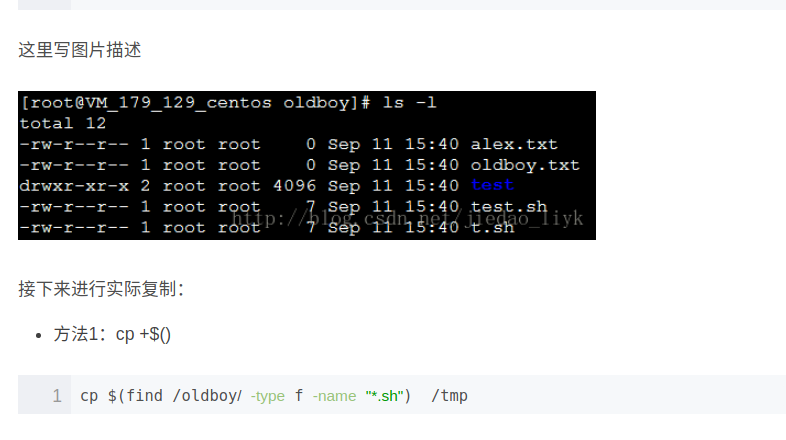 这里写图片描述
[root@VM_179_129_centos oldboy]# ls -l
total 12
-rw-r--r-- 1 root root    0 Sep 11 15:40 alex.txt
-rw-r--r-- 1 root root    0 Sep 11 15:40 oldboy.txt
drwxr-xr-x 2 root root 4096 Sep 11 15:40 test
-rw-r--r-- 1 root root    7 Sep 11 15:40 test.sh
-rw-r--r-- 1 root root    7 Sep 11 15:40 t.sh
http://blog.csdn.net/jiedao_liyk
接下来进行实际复制：
• 方法1：cp +$()
1 cp $(find /oldboy/ -type f -name "*.sh")  /tmp